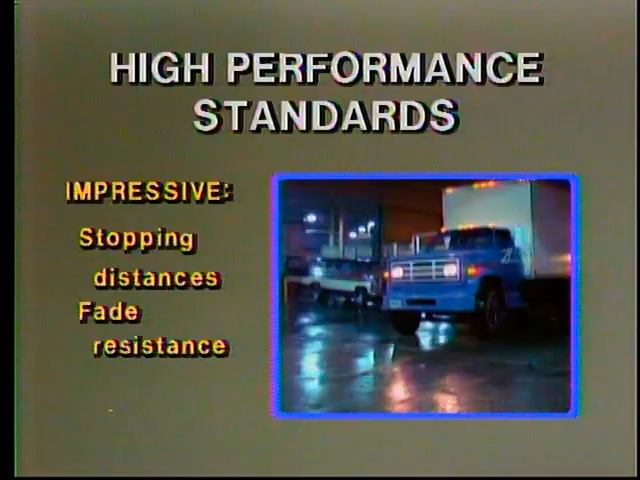 HIGH PERFORMANCE
STANDARDS
IMPRESSIVE:
Stopping
distances
Fade
resistance